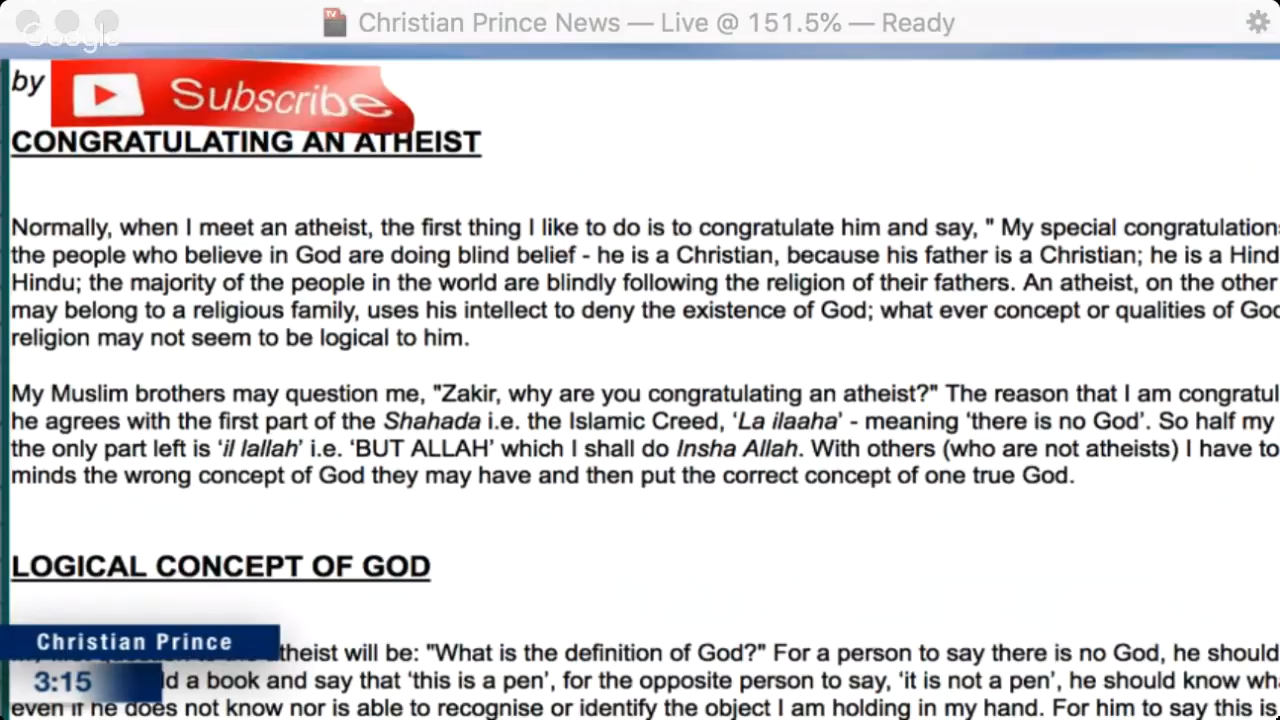 Christian Prince News — Live @ 151.5% — Ready
Google
by
Subscribe
CONGRATULATING AN ATHEIST
Normally, when I meet an atheist, the first thing I like to do is to congratulate him and say, " My special congratulations
the people who believe in God are doing blind belief - he is a Christian, because his father is a Christian; he is a Hind
Hindu; the majority of the people in the world are blindly following the religion of their fathers. An atheist, on the other
may belong to a religious family, uses his intellect to deny the existence of God; what ever concept or qualities of God
religion may not seem to be logical to him.
My Muslim brothers may question me, "Zakir, why are you congratulating an atheist?" The reason that I am congratul
he agrees with the first part of the Shahada i.e. the Islamic Creed, ‘La ilaaha’ - meaning ‘there is no God’. So half my
the only part left is ‘il lallah’ i.e. ‘BUT ALLAH’ which I shall do Insha Allah. With others (who are not atheists) I have to
minds the wrong concept of God they may have and then put the correct concept of one true God.
LOGICAL CONCEPT OF GOD
Christian Prince
theist will be: "What is the definition of God?" For a person to say there is no God, he should
3:15
ld a book and say that ‘this is a pen’, for the opposite person to say, ‘it is not a pen’, he should know wh
even if he does not know nor is able to recognise or identify the object I am holding in my hand. For him to say this is